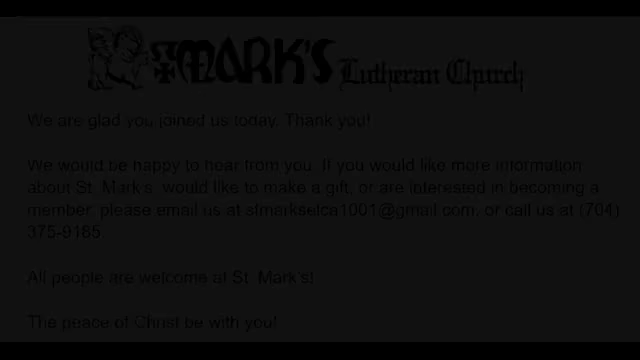 St MARK'S Lutheran Church
We are glad you joined us today. Thank you!
We would be happy to hear from you. If you would like more information
about St. Mark's, would like to make a gift, or are interested in becoming a
member, please email us at stmarkselca1001@gmail.com, or call us at (704)
375-9185.
All people are welcome at St. Mark's!
The peace of Christ be with you!